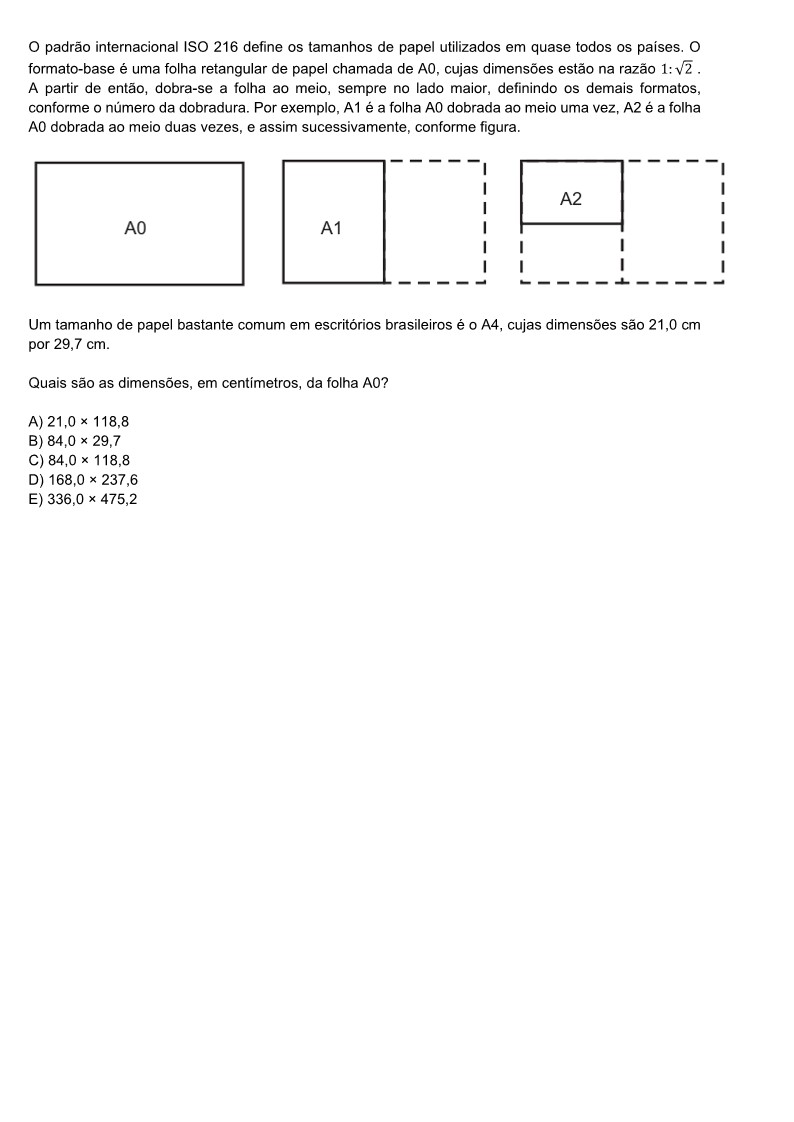 O padrão internacional ISO 216 define os tamanhos de papel utilizados em quase todos os países. O
formato-base é uma folha retangular de papel chamada de A0, cujas dimensões estão na razão 1:√2 .
A partir de então, dobra-se a folha ao meio, sempre no lado maior, definindo os demais formatos,
conforme o número da dobradura. Por exemplo, A1 é a folha A0 dobrada ao meio uma vez, A2 é a folha
A0 dobrada ao meio duas vezes, e assim sucessivamente, conforme figura.
A0 A1 A2
Um tamanho de papel bastante comum em escritórios brasileiros é o A4, cujas dimensões são 21,0 cm
por 29,7 cm.
Quais são as dimensões, em centímetros, da folha A0?
A) 21,0 × 118,8
B) 84,0 × 29,7
C) 84,0 × 118,8
D) 168,0 × 237,6
E) 336,0 × 475,2